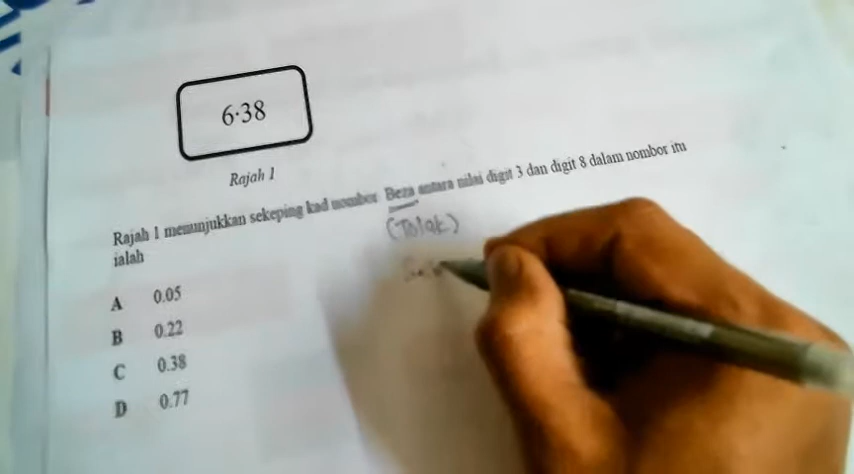 6·38
Rajah 1
Rajah 1 menunjukkan sekeping kad nombor. Beza antara nilai digit 3 dan digit 8 dalam nombor itu
ialah
(Tolak)
A 0.05
B 0.22
C 0.38
D 0.77